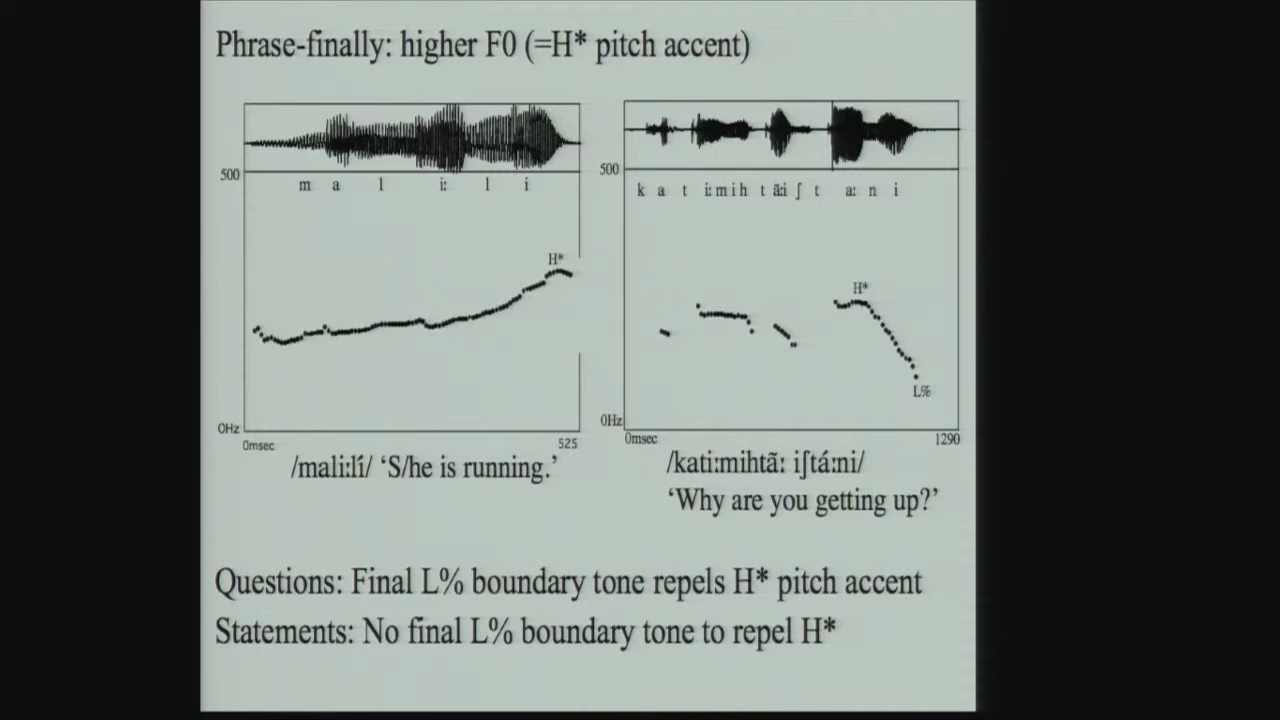 Phrase-finally: higher F0 (=H* pitch accent)
500
m a l i: l i
H*
0Hz
0msec 525
/mali:lí/ ‘S/he is running.’
500
k a t i: m i h t ã:i ʃ t a: n i
H*
L%
0Hz
0msec 1290
/kati:mihtã: iʃtá:ni/
‘Why are you getting up?’
Questions: Final L% boundary tone repels H* pitch accent
Statements: No final L% boundary tone to repel H*